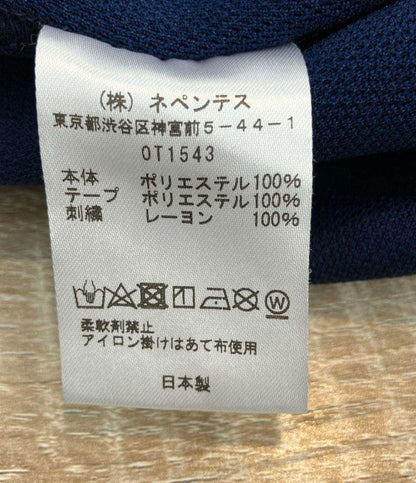 (株) ネペンテス
東京都渋谷区神宮前5-44-1
OT1543
本体 ポリエステル100%
テープ ポリエステル100%
刺繍 レーヨン 100%
柔軟剤禁止
アイロン掛けはあて布使用
日本製